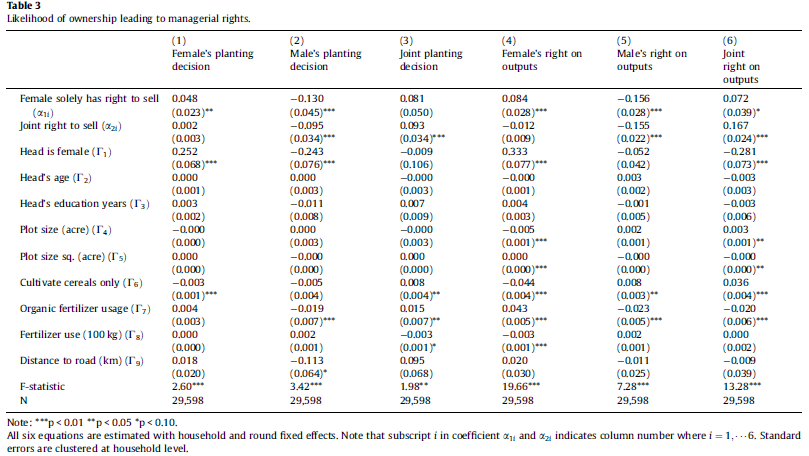 Table 3
Likelihood of ownership leading to managerial rights.
(1) (2) (3) (4) (5) (6)
Female's planting Male's planting Joint planting Female's right on Male's right on Joint
decision decision decision outputs outputs right on
outputs
Female solely has right to sell 0.048 −0.130 0.081 0.084 −0.156 0.072
(α1i) (0.023)** (0.045)*** (0.050) (0.028)*** (0.028)*** (0.039)*
Joint right to sell (α2i) 0.002 −0.095 0.093 −0.012 −0.155 0.167
(0.003) (0.034)*** (0.034)*** (0.009) (0.022)*** (0.024)***
Head is female (Γ1) 0.252 −0.243 −0.009 0.333 −0.052 −0.281
(0.068)*** (0.076)*** (0.106) (0.077)*** (0.042) (0.073)***
Head's age (Γ2) 0.000 0.000 −0.000 −0.000 0.003 −0.003
(0.001) (0.003) (0.003) (0.001) (0.002) (0.003)
Head's education years (Γ3) 0.003 −0.011 0.007 0.004 −0.001 −0.003
(0.002) (0.008) (0.009) (0.003) (0.005) (0.006)
Plot size (acre) (Γ4) −0.000 0.000 −0.000 −0.005 0.002 0.003
(0.000) (0.003) (0.003) (0.001)*** (0.001) (0.001)**
Plot size sq. (acre) (Γ5) 0.000 −0.000 0.000 0.000 −0.000 −0.000
(0.000) (0.000) (0.000) (0.000)*** (0.000) (0.000)**
Cultivate cereals only (Γ6) −0.003 −0.005 0.008 −0.044 0.008 0.036
(0.001)*** (0.004) (0.004)** (0.004)*** (0.003)** (0.004)***
Organic fertilizer usage (Γ7) 0.004 −0.019 0.015 0.043 −0.023 −0.020
(0.003) (0.007)*** (0.007)** (0.005)*** (0.005)*** (0.006)***
Fertilizer use (100 kg) (Γ8) 0.000 0.002 −0.003 −0.003 0.002 0.000
(0.000) (0.001) (0.001)* (0.001)*** (0.001) (0.002)
Distance to road (km) (Γ9) 0.018 −0.113 0.095 0.020 −0.011 −0.009
(0.020) (0.064)* (0.068) (0.030) (0.025) (0.039)
F-statistic 2.60*** 3.42*** 1.98** 19.66*** 7.28*** 13.28***
N 29,598 29,598 29,598 29,598 29,598 29,598
Note: ***p < 0.01 **p < 0.05 *p < 0.10.
All six equations are estimated with household and round fixed effects. Note that subscript i in coefficient α1i and α2i indicates column number where i = 1, ⋯ 6. Standard
errors are clustered at household level.